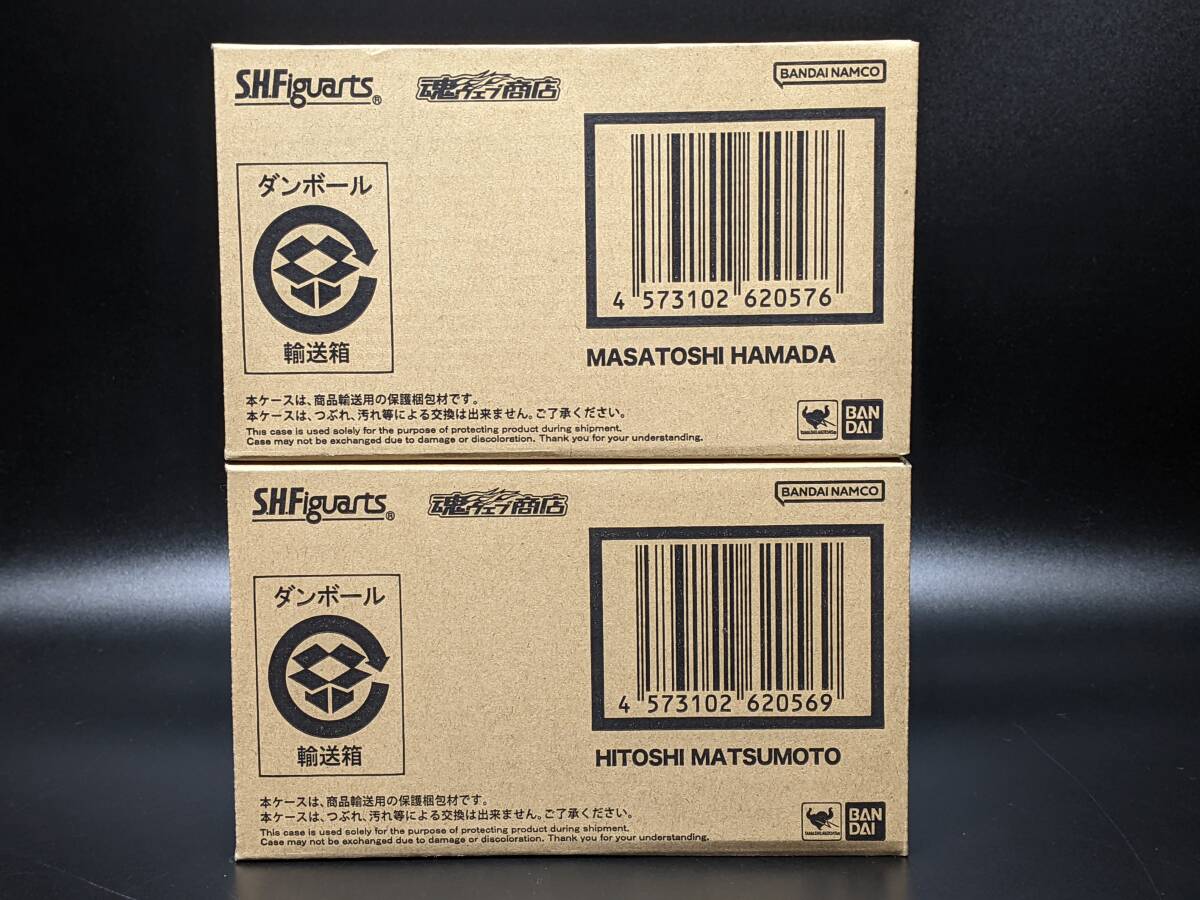 S.H.Figuarts®
魂ウェブ商店
BANDAI NAMCO
ダンボール
輸送箱
4 573102 620576
MASATOSHI HAMADA
本ケースは、商品輸送用の保護梱包材です。
本ケースは、つぶれ、汚れ等による交換は出来ません。ご了承ください。
This case is used solely for the purpose of protecting product during shipment.
Case may not be exchanged due to damage or discoloration. Thank you for your understanding.
BAN
DAI
S.H.Figuarts®
魂ウェブ商店
BANDAI NAMCO
ダンボール
輸送箱
4 573102 620569
HITOSHI MATSUMOTO
本ケースは、商品輸送用の保護梱包材です。
本ケースは、つぶれ、汚れ等による交換は出来ません。ご了承ください。
This case is used solely for the purpose of protecting product during shipment.
Case may not be exchanged due to damage or discoloration. Thank you for your understanding.
BAN
DAI